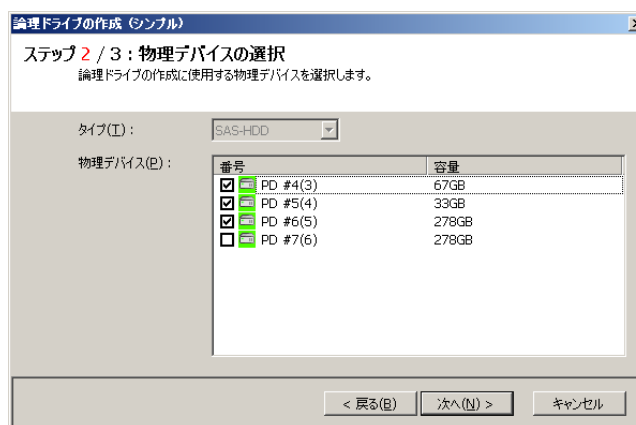 論理ドライブの作成（シンプル）
ステップ 2 / 3 : 物理デバイスの選択
論理ドライブの作成に使用する物理デバイスを選択します。
タイプ(T) : SAS-HDD
物理デバイス(P) :
番号 容量
PD #4(3) 67GB
PD #5(4) 33GB
PD #6(5) 278GB
PD #7(6) 278GB
< 戻る(B) 次へ(N) > キャンセル